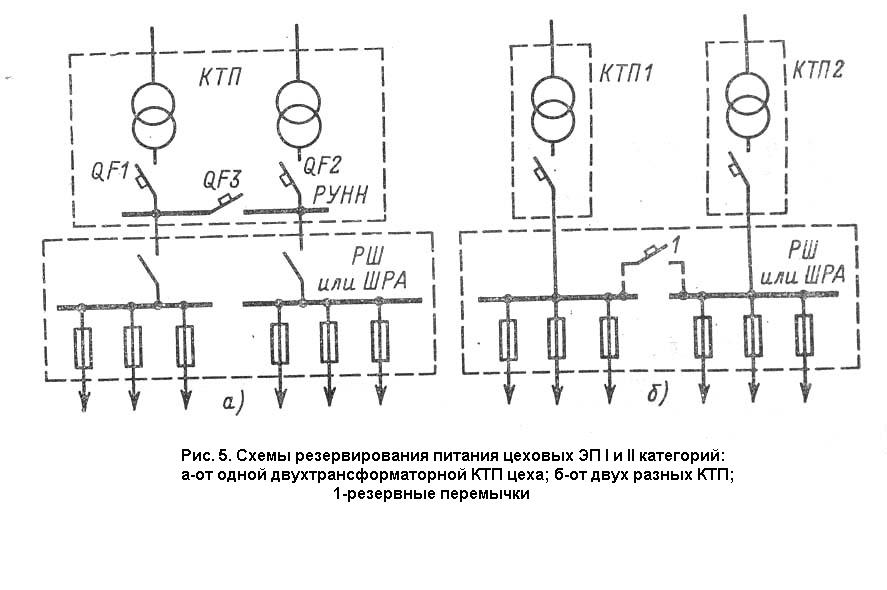 КТП
КТП1
КТП2
QF1
QF3
QF2
РУНН
РШ
или ШРА
1
РШ
или ШРА
а)
б)
Рис. 5. Схемы резервирования питания цеховых ЭП I и II категорий:
а-от одной двухтрансформаторной КТП цеха; б-от двух разных КТП;
1-резервные перемычки